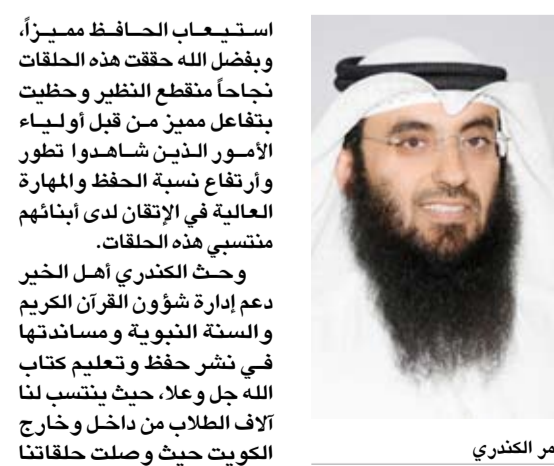 استيعاب الحافظ مميزاً،
وبفضل الله حققت هذه الحلقات
نجاحاً منقطع النظير وحظيت
بتفاعل مميز من قبل أولياء
الأمور الذين شاهدوا تطور
وأرتفاع نسبة الحفظ والمهارة
العالية في الإتقان لدى أبنائهم
منتسبي هذه الحلقات.
وحث الكندري أهل الخير
دعم إدارة شؤون القرآن الكريم
والسنة النبوية ومساندتها
في نشر حفظ وتعليم كتاب
الله جل وعلا، حيث ينتسب لنا
آلاف الطلاب من داخل وخارج
الكويت حيث وصلت حلقاتنا
مر الكندري